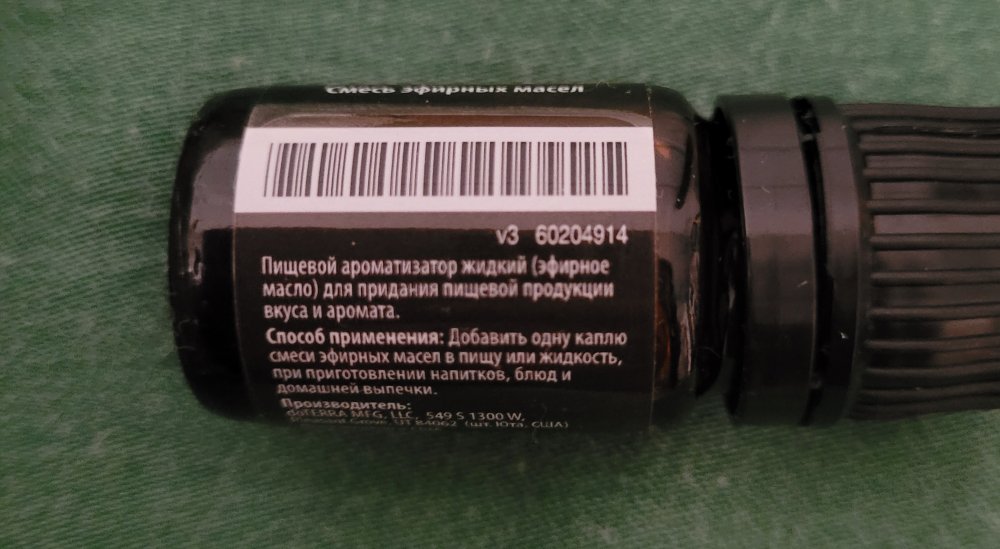 Смесь эфирных масел
v3 60204914
Пищевой ароматизатор жидкий (эфирное
масло) для придания пищевой продукции
вкуса и аромата.
Способ применения: Добавить одну каплю
смеси эфирных масел в пищу или жидкость,
при приготовлении напитков, блюд и
домашней выпечки.
Производитель:
doTERRA MFG, LLC, 549 S 1300 W,
Pleasant Grove, UT 84062 (шт. Юта, США)